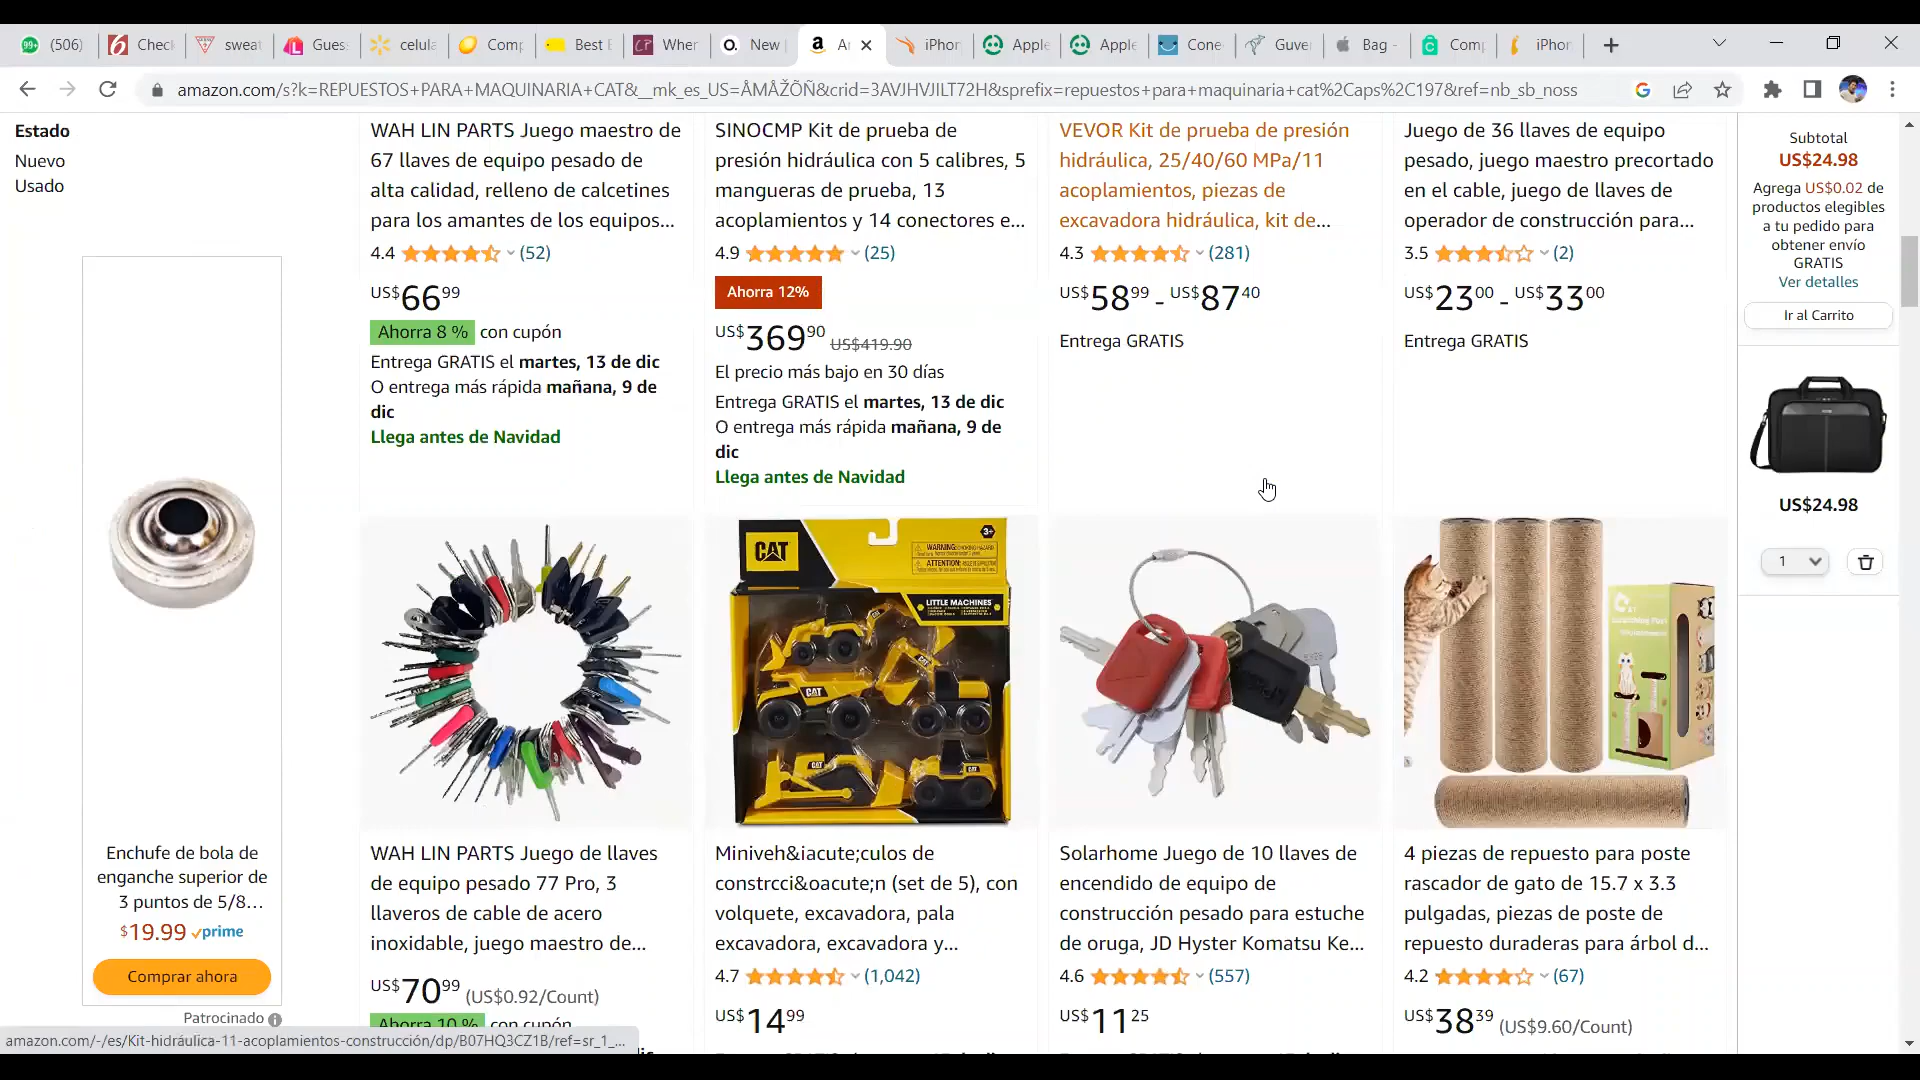 (506)
Check
sweat
Gues
celula
Comp
Best E
Wher
New
Ar
iPhor
Apple
Apple
Cone
Guve
Bag -
Comp
iPhor
amazon.com/s?k=REPUESTOS+PARA+MAQUINARIA+CAT&__mk_es_US=ÅMÅŽÕÑ&crid=3AVJHVJILT72H&sprefix=repuestos+para+maquinaria+cat%2Caps%2C197&ref=nb_sb_noss
Estado
Nuevo
Usado
Enchufe de bola de
enganche superior de
3 puntos de 5/8...
$19.99 prime
Comprar ahora
Patrocinado
WAH LIN PARTS Juego maestro de
67 llaves de equipo pesado de
alta calidad, relleno de calcetines
para los amantes de los equipos...
4.4 (52)
US$66 99
Ahorra 8 % con cupón
Entrega GRATIS el martes, 13 de dic
O entrega más rápida mañana, 9 de
dic
Llega antes de Navidad
SINOCMP Kit de prueba de
presión hidráulica con 5 calibres, 5
mangueras de prueba, 13
acoplamientos y 14 conectores e...
4.9 (25)
Ahorra 12%
US$369 90 US$419.90
El precio más bajo en 30 días
Entrega GRATIS el martes, 13 de dic
O entrega más rápida mañana, 9 de
dic
Llega antes de Navidad
VEVOR Kit de prueba de presión
hidráulica, 25/40/60 MPa/11
acoplamientos, piezas de
excavadora hidráulica, kit de...
4.3 (281)
US$58 99 - US$87 40
Entrega GRATIS
Juego de 36 llaves de equipo
pesado, juego maestro precortado
en el cable, juego de llaves de
operador de construcción para...
3.5 (2)
US$23 00 - US$33 00
Entrega GRATIS
CAT
3+
WARNING:
ATTENTION:
LITTLE MACHINES
CAT
CAT
CAT
CAT
WAH LIN PARTS Juego de llaves
de equipo pesado 77 Pro, 3
llaveros de cable de acero
inoxidable, juego maestro de...
US$70 99 (US$0.92/Count)
Ahorra 10 % con cupón
Miniveh&iacute;culos de
constrcci&oacute;n (set de 5), con
volquete, excavadora, pala
excavadora, excavadora y...
4.7 (1,042)
US$14 99
Solarhome Juego de 10 llaves de
encendido de equipo de
construcción pesado para estuche
de oruga, JD Hyster Komatsu Ke...
4.6 (557)
US$11 25
4 piezas de repuesto para poste
rascador de gato de 15.7 x 3.3
pulgadas, piezas de poste de
repuesto duraderas para árbol d...
4.2 (67)
US$38 39 (US$9.60/Count)
Subtotal
US$24.98
Agrega US$0.02 de
productos elegibles
a tu pedido para
obtener envío
GRATIS
Ver detalles
Ir al Carrito
US$24.98
1
amazon.com/-/es/Kit-hidráulica-11-acoplamientos-construcción/dp/B07HQ3CZ1B/ref=sr_1_...